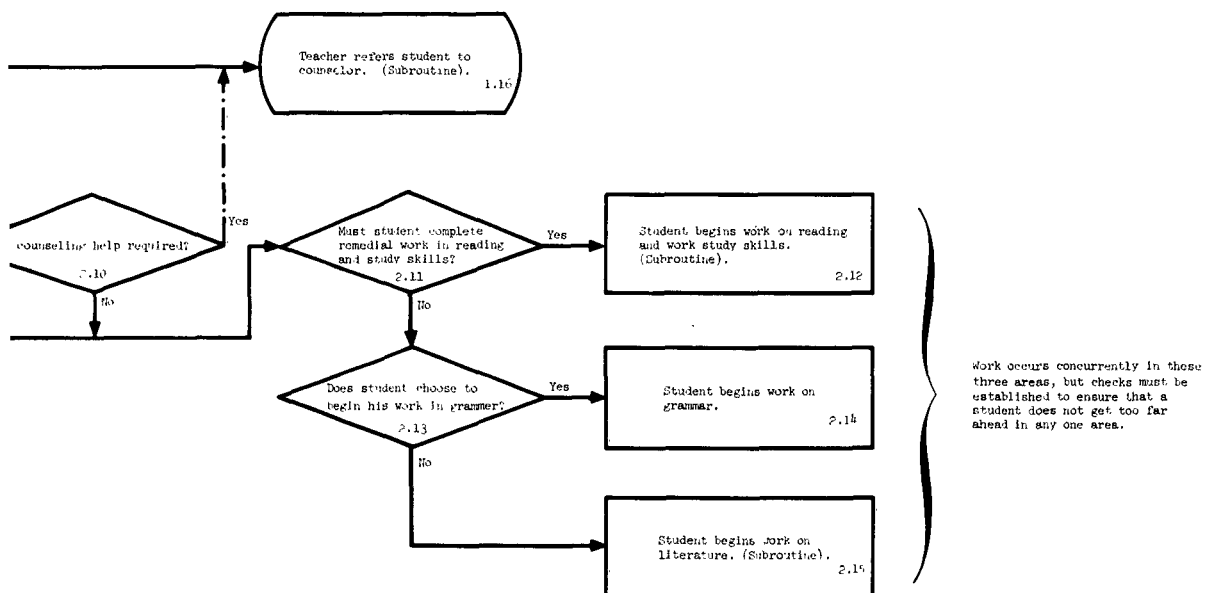 Teacher refers student to
counselor. (Subroutine).
1.16
Yes
counseling help required?
2.10
No
Must student complete
remedial work in reading
and study skills?
2.11
Yes
No
Student begins work on reading
and work study skills.
(Subroutine).
2.12
Does student choose to
begin his work in grammer?
2.13
Yes
No
Student begins work on
grammar.
2.14
Student begins work on
literature. (Subroutine).
2.15
Work occurs concurrently in these
three areas, but checks must be
established to ensure that a
student does not get too far
ahead in any one area.